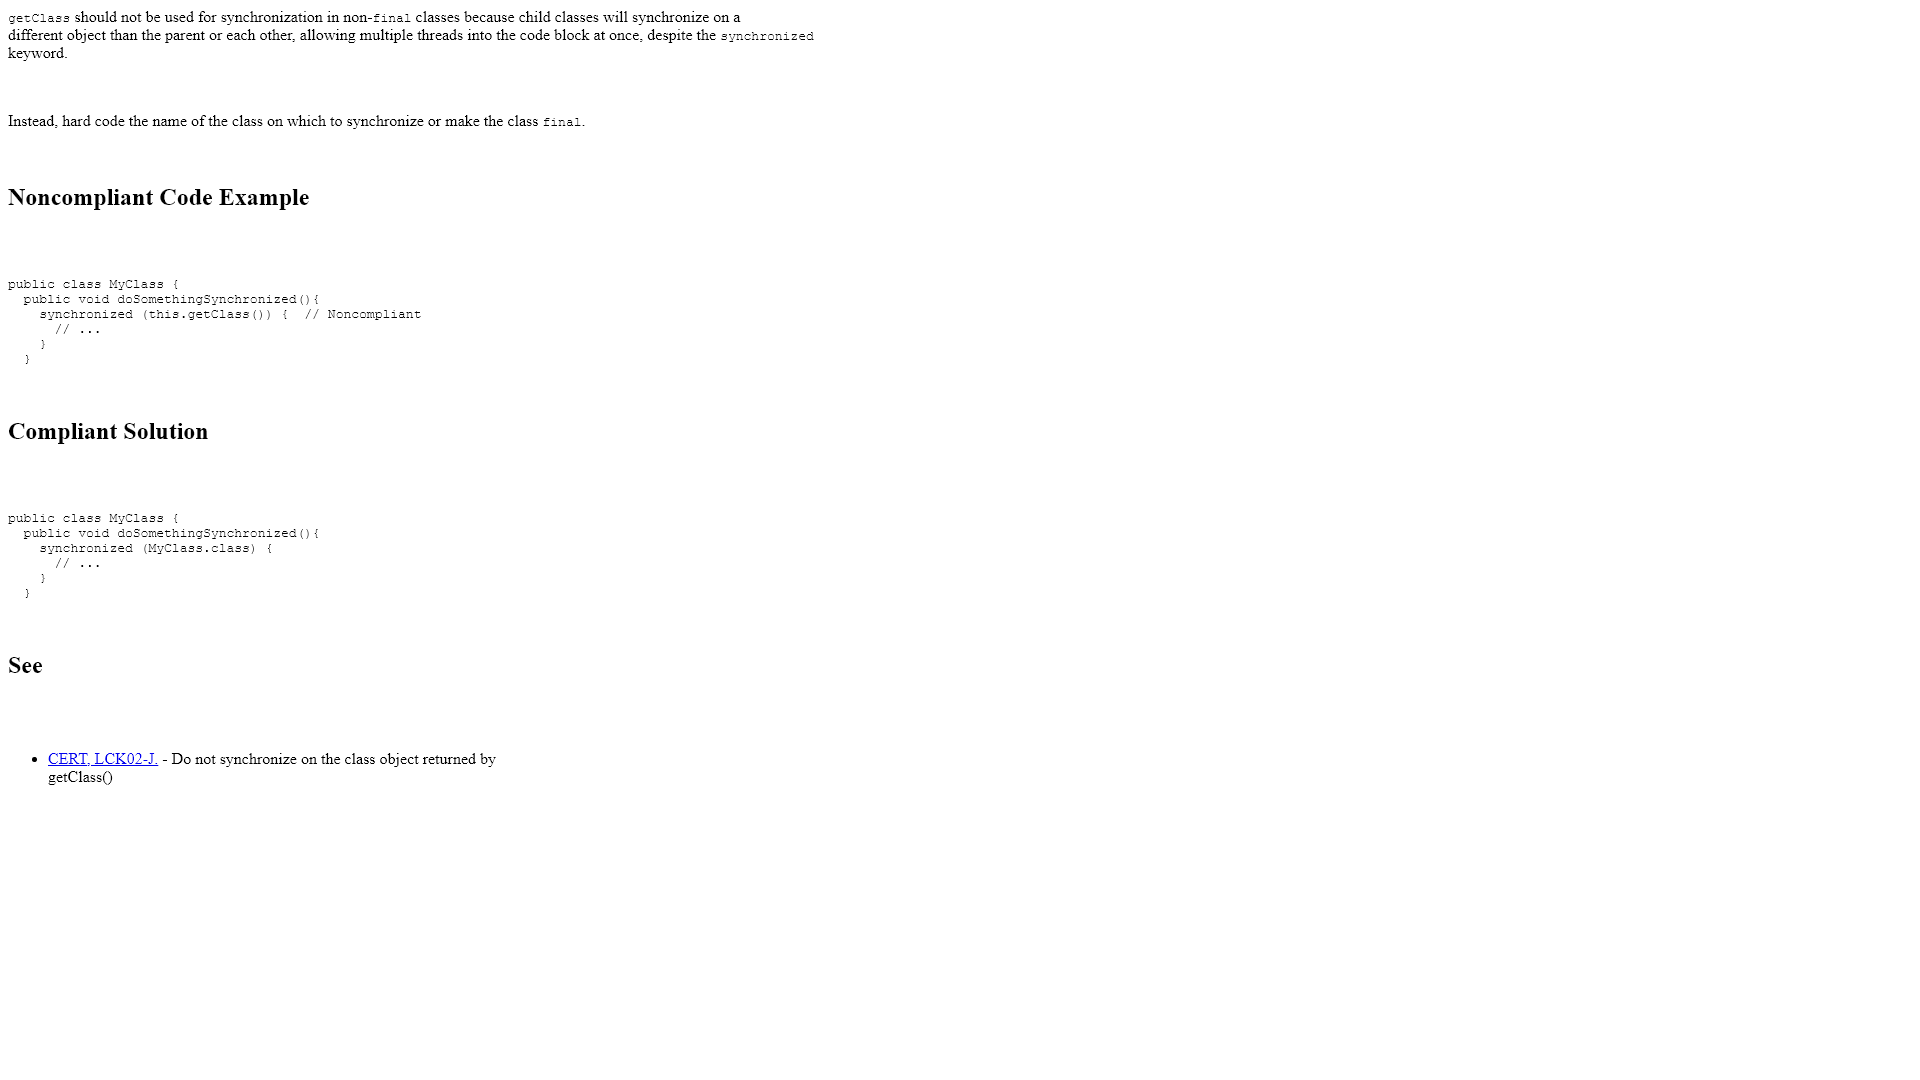 getClass should not be used for synchronization in non-final classes because child classes will synchronize on a
different object than the parent or each other, allowing multiple threads into the code block at once, despite the synchronized
keyword.
Instead, hard code the name of the class on which to synchronize or make the class final.
Noncompliant Code Example
public class MyClass {
  public void doSomethingSynchronized(){
    synchronized (this.getClass()) {  // Noncompliant
      // ...
    }
  }
Compliant Solution
public class MyClass {
  public void doSomethingSynchronized(){
    synchronized (MyClass.class) {
      // ...
    }
  }
See
• CERT, LCK02-J. - Do not synchronize on the class object returned by
getClass()